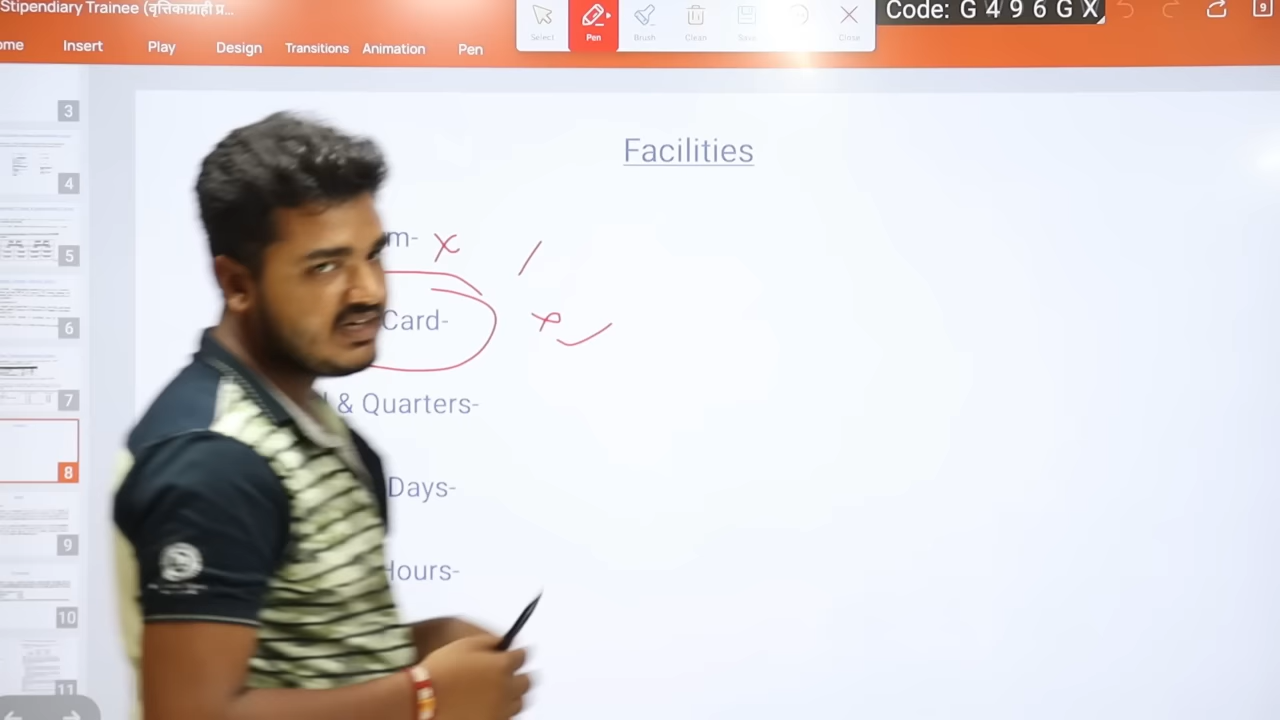 Stipendiary Trainee (वृत्तिकाग्राही प्र...
Code: G 4 9 6 G X
9
ome Insert Play Design Transitions Animation Pen
Select Pen Brush Clean Save Close
Facilities
3
4
5
6
7
8
9
10
11
m- x
Card- x
& Quarters-
Days-
Hours-